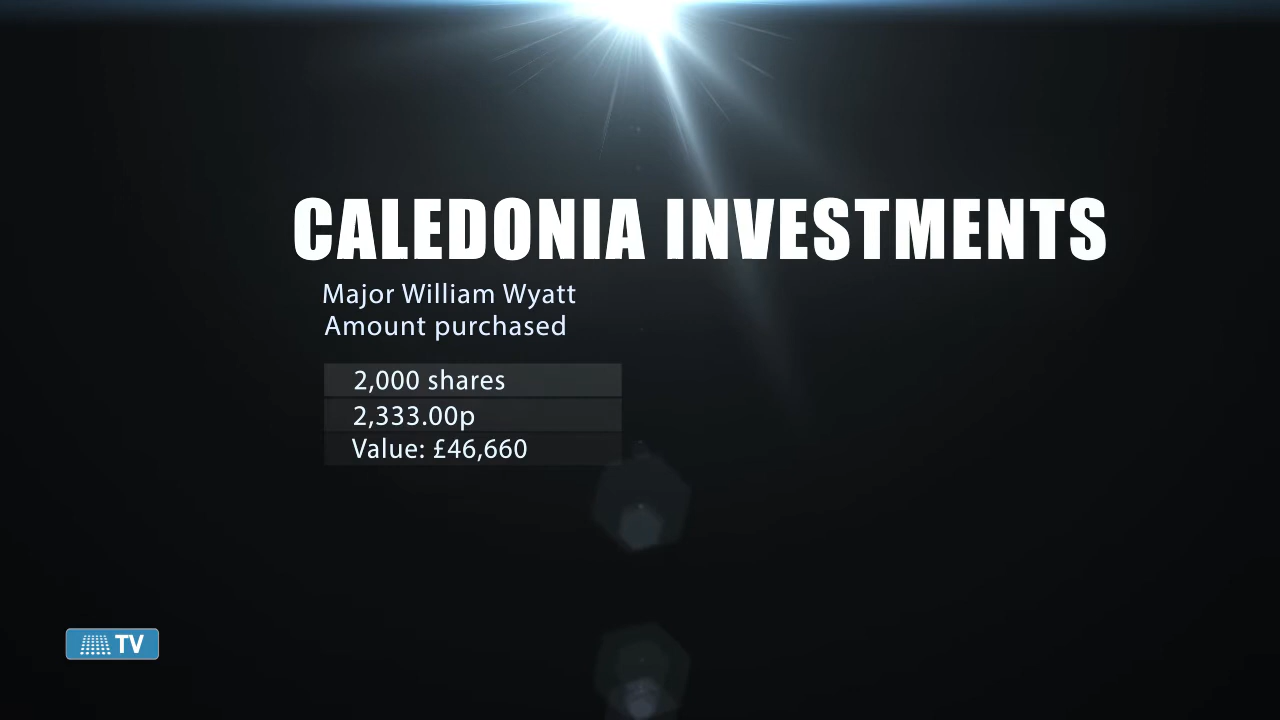 CALEDONIA INVESTMENTS
Major William Wyatt
Amount purchased
2,000 shares
2,333.00p
Value: £46,660
TV